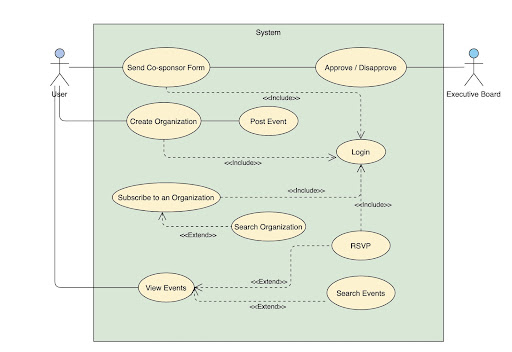 System
Send Co-sponsor Form
Approve / Disapprove
User
Executive Board
<<Include>>
Create Organization
Post Event
Login
<<Include>>
Subscribe to an Organization
<<Include>>
<<Include>>
Search Organization
<<Extend>>
RSVP
<<Extend>>
View Events
Search Events
<<Extend>>